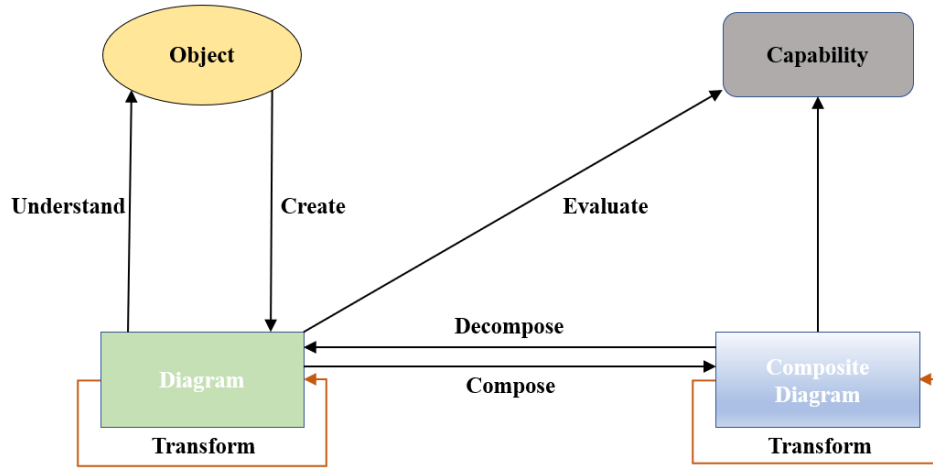 Object
Capability
Understand
Create
Evaluate
Decompose
Diagram
Compose
Composite
Diagram
Transform
Transform